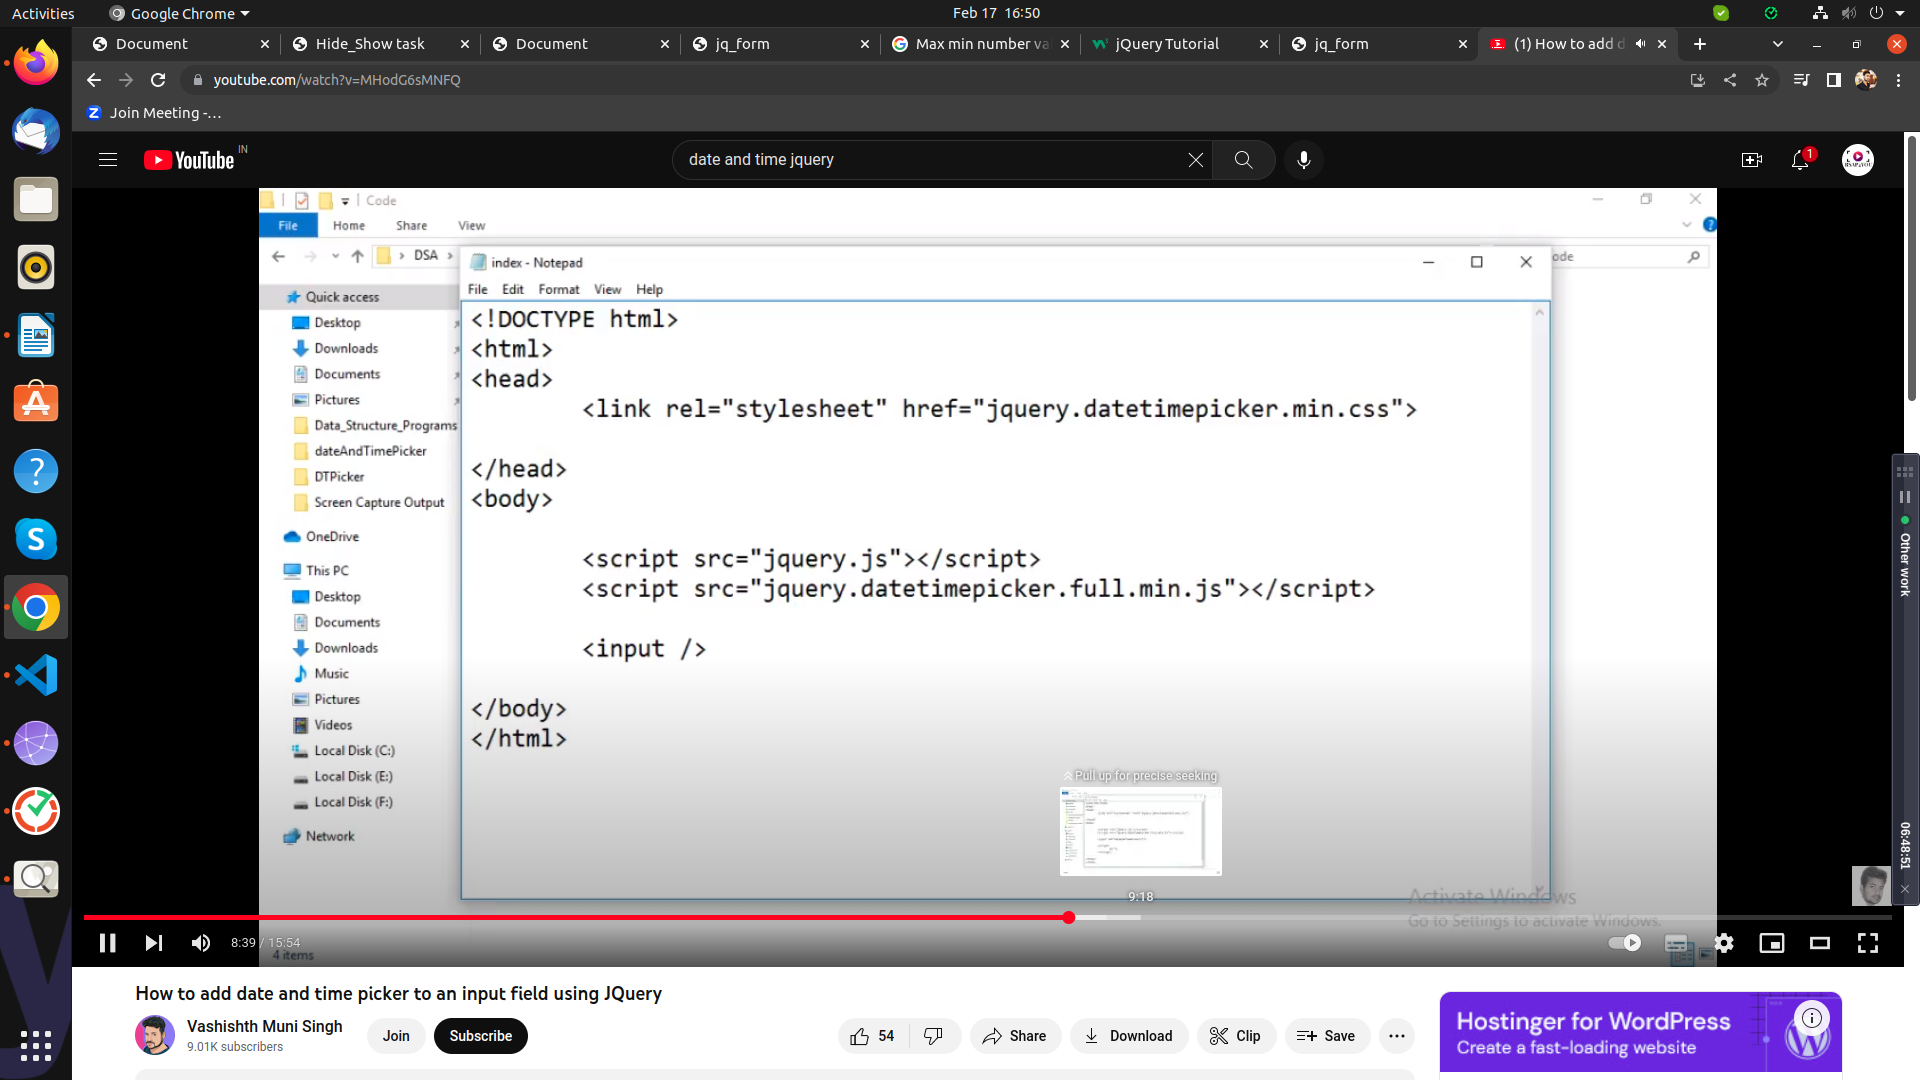 Activities
Google Chrome
Feb 17 16:50
Document
Hide_Show task
Document
jq_form
Max min number va
jQuery Tutorial
jq_form
(1) How to add d
youtube.com/watch?v=MHodG6sMNFQ
Join Meeting -...
YouTube IN
date and time jquery
1
Code
File Home Share View
DSA
ode
index - Notepad
File Edit Format View Help
Quick access
Desktop
Downloads
Documents
Pictures
Data_Structure_Programs
dateAndTimePicker
DTPicker
Screen Capture Output
OneDrive
This PC
Desktop
Documents
Downloads
Music
Pictures
Videos
Local Disk (C:)
Local Disk (E:)
Local Disk (F:)
Network
4 items
<!DOCTYPE html>
<html>
<head>
<link rel="stylesheet" href="jquery.datetimepicker.min.css">
</head>
<body>
<script src="jquery.js"></script>
<script src="jquery.datetimepicker.full.min.js"></script>
<input />
</body>
</html>
Pull up for precise seeking
9:18
Activate Windows
Go to Settings to activate Windows.
8:39 / 15:54
Other work
06:48:51
How to add date and time picker to an input field using JQuery
Vashishth Muni Singh
9.01K subscribers
Join
Subscribe
54
Share
Download
Clip
Save
Hostinger for WordPress
Create a fast-loading website